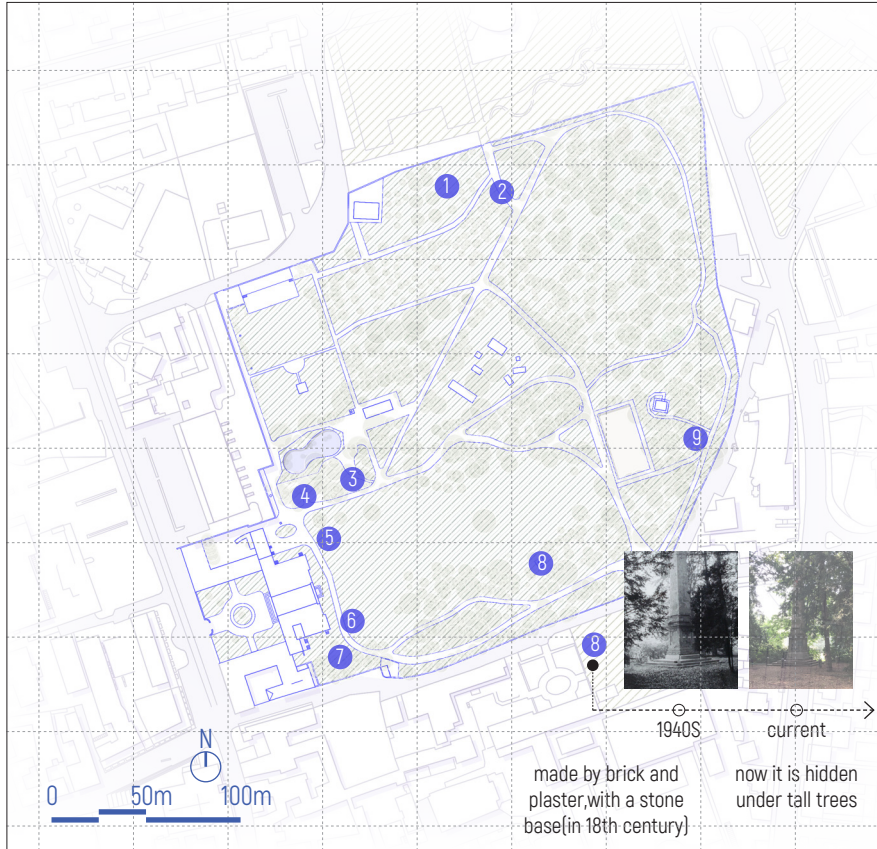 1
2
3
4
5
6
7
8
9
8
1940S
current
made by brick and
plaster,with a stone
base(in 18th century)
now it is hidden
under tall trees
N
0 50m 100m